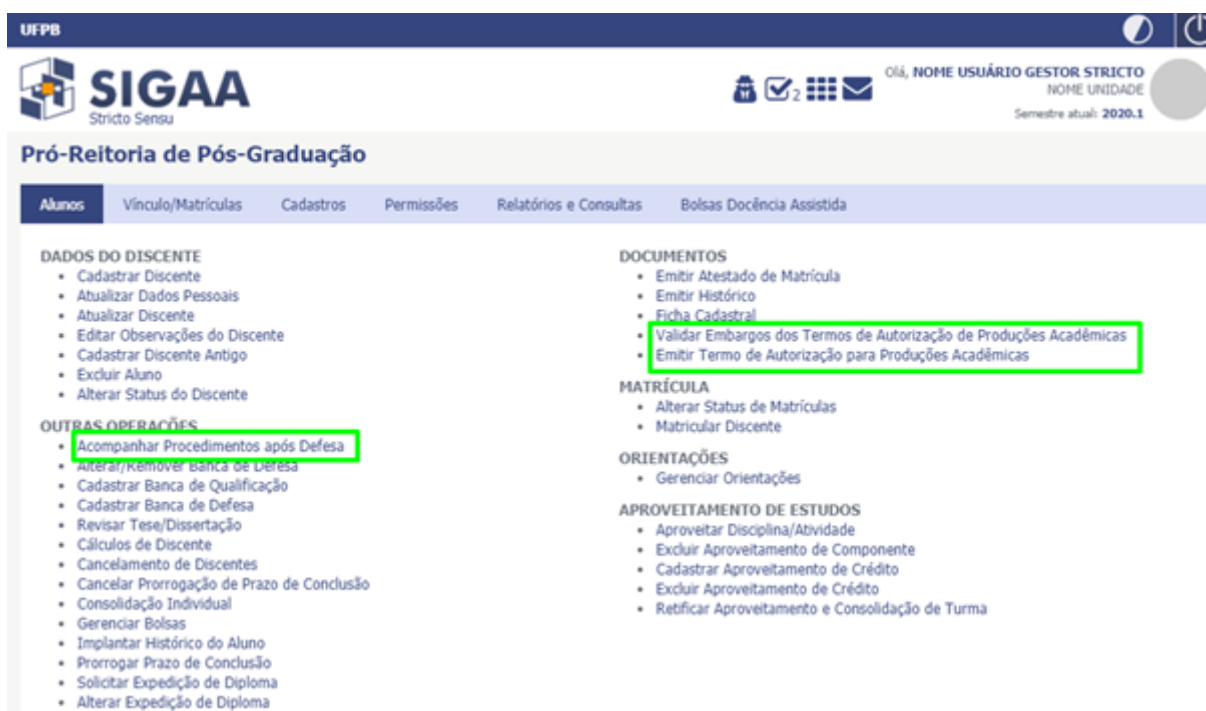 UFPB
SIGAA
Stricto Sensu
2
Olá, NOME USUÁRIO GESTOR STRICTO
NOME UNIDADE
Semestre atual: 2020.1
Pró-Reitoria de Pós-Graduação
Alunos Vínculo/Matrículas Cadastros Permissões Relatórios e Consultas Bolsas Docência Assistida
DADOS DO DISCENTE
• Cadastrar Discente
• Atualizar Dados Pessoais
• Atualizar Discente
• Editar Observações do Discente
• Cadastrar Discente Antigo
• Excluir Aluno
• Alterar Status do Discente
OUTRAS OPERAÇÕES
• Acompanhar Procedimentos após Defesa
• Alterar/Remover Banca de Defesa
• Cadastrar Banca de Qualificação
• Cadastrar Banca de Defesa
• Revisar Tese/Dissertação
• Cálculos de Discente
• Cancelamento de Discentes
• Cancelar Prorrogação de Prazo de Conclusão
• Consolidação Individual
• Gerenciar Bolsas
• Implantar Histórico do Aluno
• Prorrogar Prazo de Conclusão
• Solicitar Expedição de Diploma
• Alterar Expedição de Diploma
DOCUMENTOS
• Emitir Atestado de Matrícula
• Emitir Histórico
• Ficha Cadastral
• Validar Embargos dos Termos de Autorização de Produções Acadêmicas
• Emitir Termo de Autorização para Produções Acadêmicas
MATRÍCULA
• Alterar Status de Matrículas
• Matricular Discente
ORIENTAÇÕES
• Gerenciar Orientações
APROVEITAMENTO DE ESTUDOS
• Aproveitar Disciplina/Atividade
• Excluir Aproveitamento de Componente
• Cadastrar Aproveitamento de Crédito
• Excluir Aproveitamento de Crédito
• Retificar Aproveitamento e Consolidação de Turma